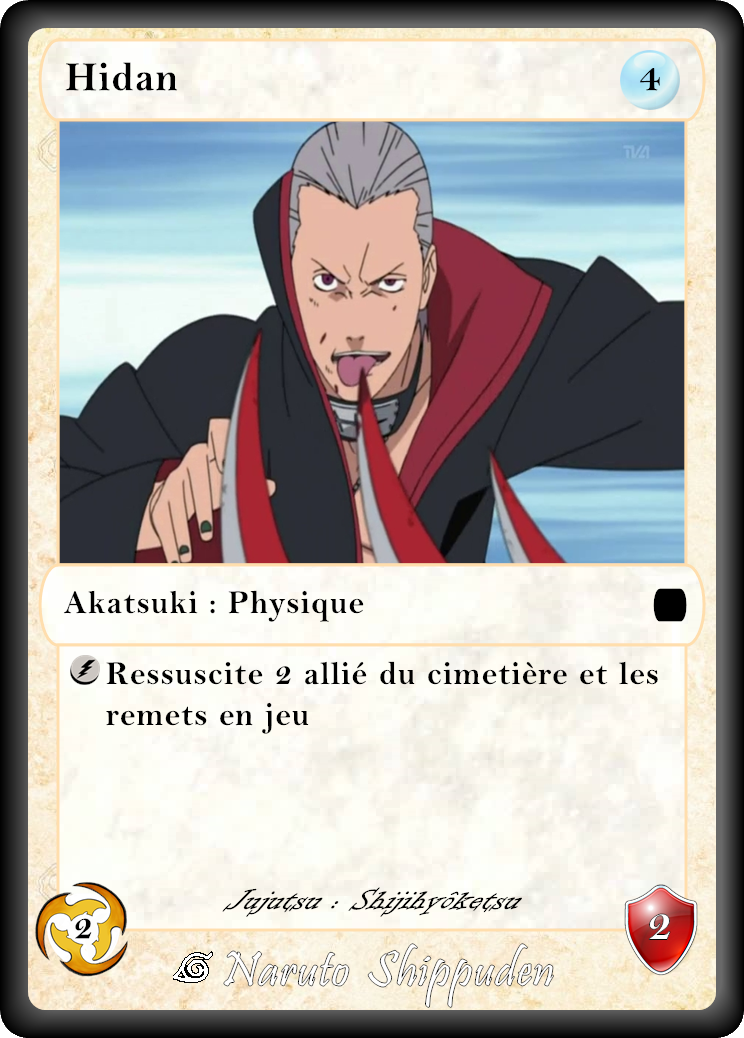 Hidan
4
TVA
Akatsuki : Physique
Ressuscite 2 allié du cimetière et les
remets en jeu
Jujutsu : Shijihyôketsu
2
2
Naruto Shippuden